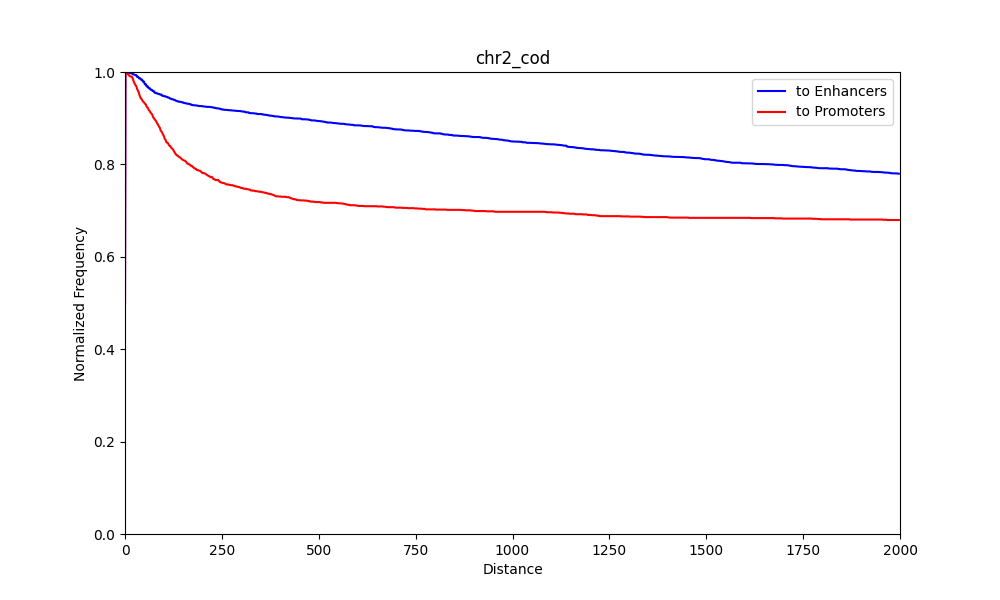 chr2_cod
1.0
0.8
0.6
0.4
0.2
0.0
Normalized Frequency
to Enhancers
to Promoters
0 250 500 750 1000 1250 1500 1750 2000
Distance